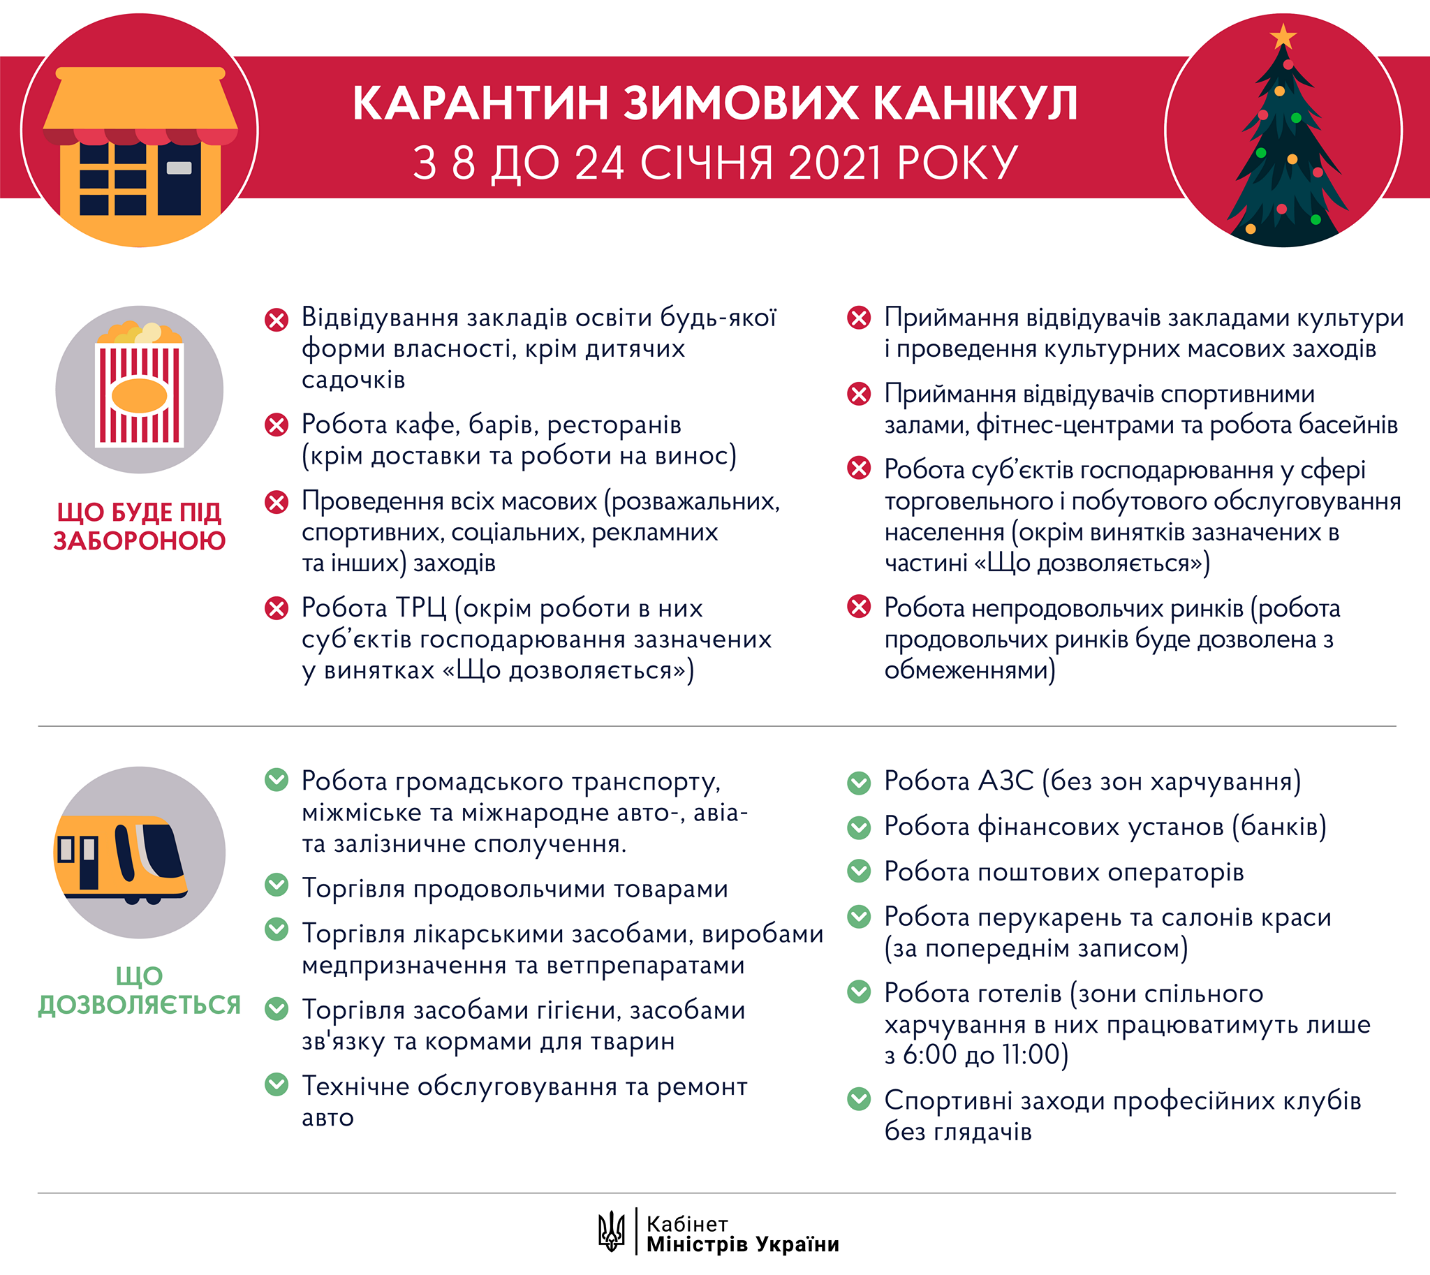 КАРАНТИН ЗИМОВИХ КАНІКУЛ
З 8 ДО 24 СІЧНЯ 2021 РОКУ
ЩО БУДЕ ПІД
ЗАБОРОНОЮ
Відвідування закладів освіти будь-якої
форми власності, крім дитячих
садочків
Робота кафе, барів, ресторанів
(крім доставки та роботи на винос)
Проведення всіх масових (розважальних,
спортивних, соціальних, рекламних
та інших) заходів
Робота ТРЦ (окрім роботи в них
суб’єктів господарювання зазначених
у винятках «Що дозволяється»)
Приймання відвідувачів закладами культури
і проведення культурних масових заходів
Приймання відвідувачів спортивними
залами, фітнес-центрами та робота басейнів
Робота суб’єктів господарювання у сфері
торговельного і побутового обслуговування
населення (окрім винятків зазначених в
частині «Що дозволяється»)
Робота непродовольчих ринків (робота
продовольчих ринків буде дозволена з
обмеженнями)
ЩО
ДОЗВОЛЯЄТЬСЯ
Робота громадського транспорту,
міжміське та міжнародне авто-, авіа-
та залізничне сполучення.
Торгівля продовольчими товарами
Торгівля лікарськими засобами, виробами
медпризначення та ветпрепаратами
Торгівля засобами гігієни, засобами
зв'язку та кормами для тварин
Технічне обслуговування та ремонт
авто
Робота АЗС (без зон харчування)
Робота фінансових установ (банків)
Робота поштових операторів
Робота перукарень та салонів краси
(за попереднім записом)
Робота готелів (зони спільного
харчування в них працюватимуть лише
з 6:00 до 11:00)
Спортивні заходи професійних клубів
без глядачів
Кабінет
Міністрів України